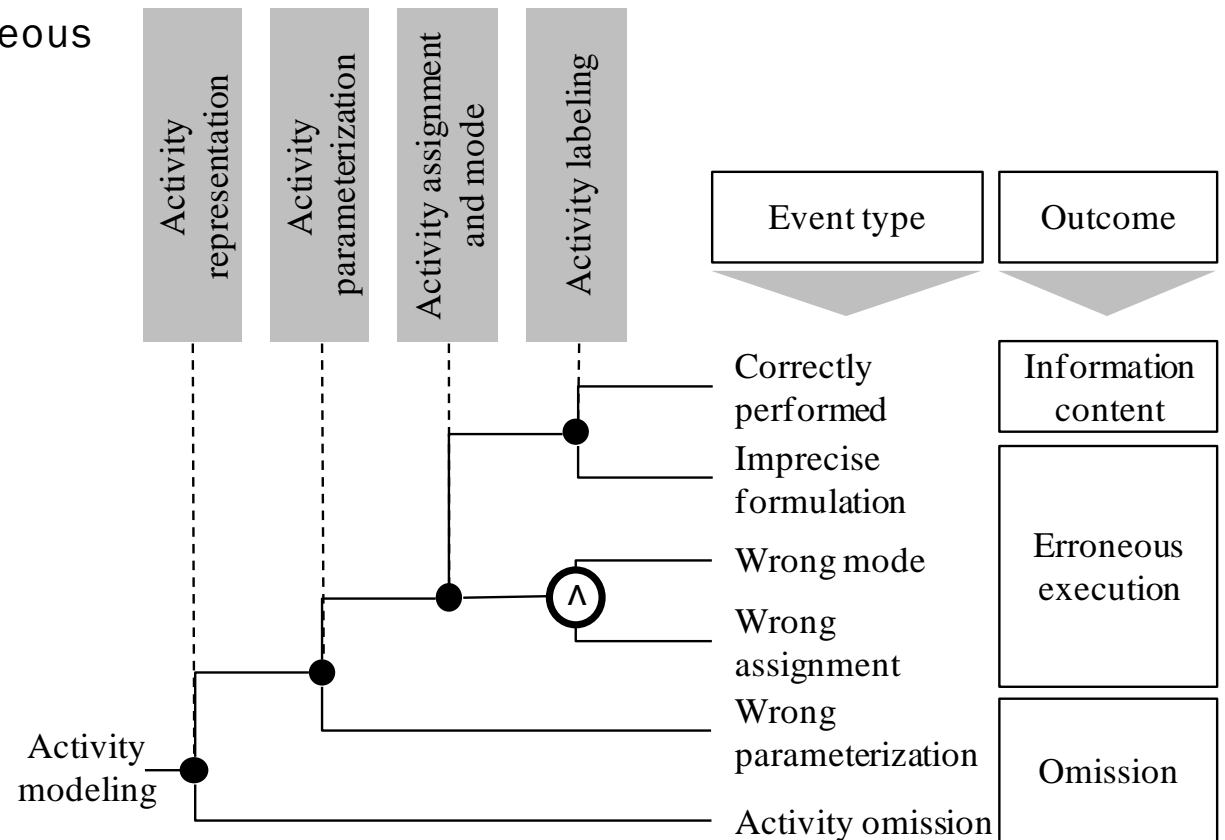 eous
Activity
representation
Activity
parameterization
Activity assignment
and mode
Activity labeling
Event type
Outcome
Correctly
performed
Information
content
Imprecise
formulation
Wrong mode
Erroneous
execution
^
Wrong
assignment
Wrong
parameterization
Activity
modeling
Omission
Activity omission